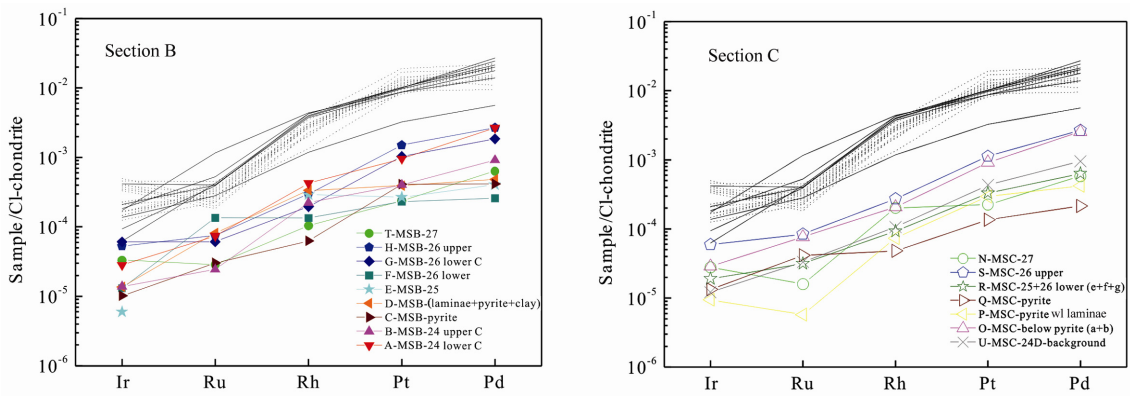 Section B
Sample/Cl-chondrite
10⁻¹
10⁻²
10⁻³
10⁻⁴
10⁻⁵
10⁻⁶
T-MSB-27
H-MSB-26 upper
G-MSB-26 lower C
F-MSB-26 lower
E-MSB-25
D-MSB-(laminae+pyrite+clay)
C-MSB-pyrite
B-MSB-24 upper C
A-MSB-24 lower C
Ir Ru Rh Pt Pd
Section C
Sample/Cl-chondrite
10⁻¹
10⁻²
10⁻³
10⁻⁴
10⁻⁵
10⁻⁶
N-MSC-27
S-MSC-26 upper
R-MSC-25+26 lower (e+f+g)
Q-MSC-pyrite
P-MSC-pyrite wl laminae
O-MSC-below pyrite (a+b)
U-MSC-24D-background
Ir Ru Rh Pt Pd